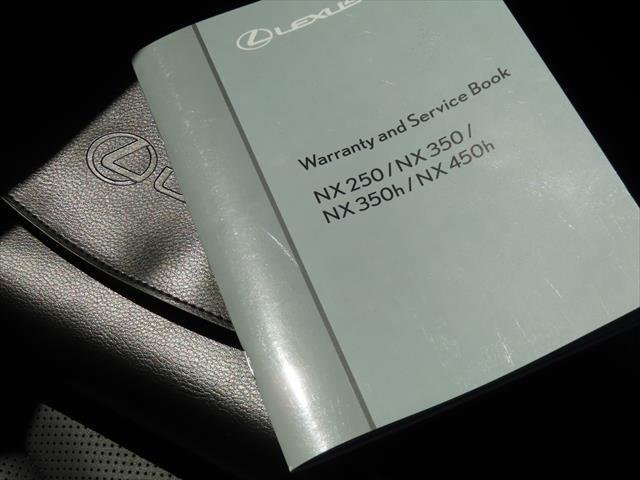 LEXUS
Warranty and Service Book
NX 250 / NX 350 /
NX 350h / NX 450h